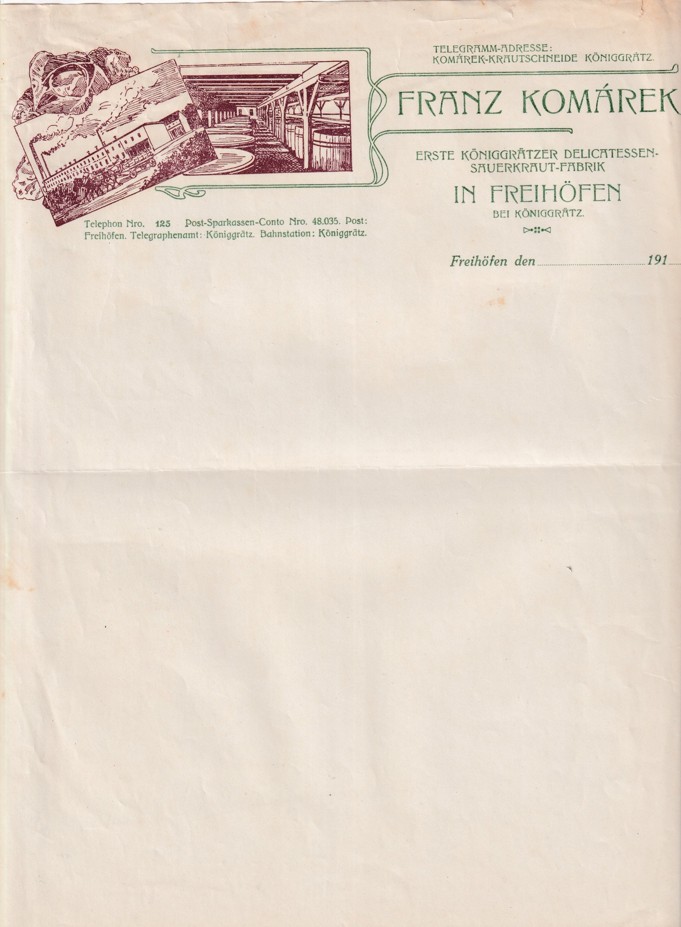 TELEGRAMM-ADRESSE:
KOMÁREK-KRAUTSCHNEIDE KÖNIGGRÄTZ.
FRANZ KOMÁREK
ERSTE KÖNIGGRÄTZER DELICATESSEN-
SAUERKRAUT-FABRIK
IN FREIHÖFEN
BEI KÖNIGGRÄTZ.
Telephon Nro. 123 Post-Sparkassen-Conto Nro. 48.035. Post:
Freihöfen. Telegraphenamt: Königgrätz. Bahnstation: Königgrätz.
Freihöfen den 191